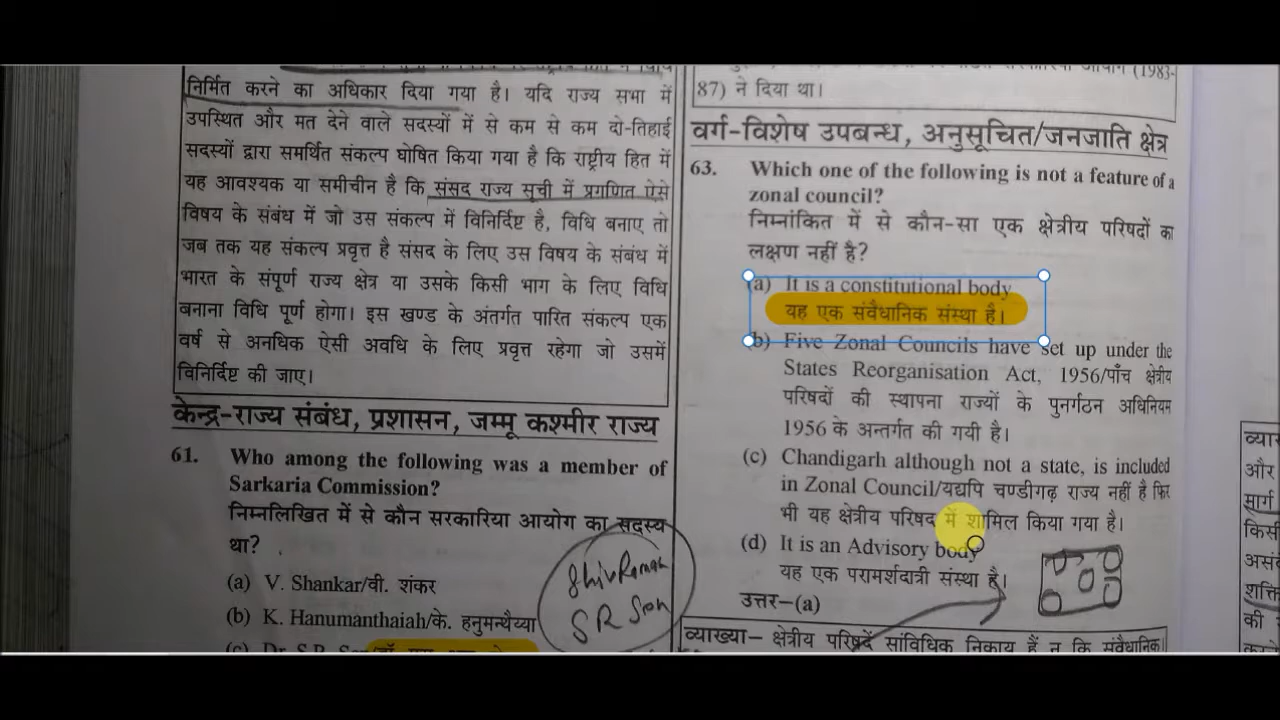 निर्मित करने का अधिकार दिया गया है। यदि राज्य सभा में
उपस्थित और मत देने वाले सदस्यों में से कम से कम दो-तिहाई
सदस्यों द्वारा समर्थित संकल्प घोषित किया गया है कि राष्ट्रीय हित में
यह आवश्यक या समीचीन है कि संसद राज्य सूची में प्रगणित ऐसे
विषय के संबंध में जो उस संकल्प में विनिर्दिष्ट है, विधि बनाए तो
जब तक यह संकल्प प्रवृत्त है संसद के लिए उस विषय के संबंध में
भारत के संपूर्ण राज्य क्षेत्र या उसके किसी भाग के लिए विधि
बनाना विधि पूर्ण होगा। इस खण्ड के अंतर्गत पारित संकल्प एक
वर्ष से अनधिक ऐसी अवधि के लिए प्रवृत्त रहेगा जो उसमें
विनिर्दिष्ट की जाए।
केन्द्र-राज्य संबंध, प्रशासन, जम्मू कश्मीर राज्य
61. Who among the following was a member of
Sarkaria Commission?
निम्नलिखित में से कौन सरकारिया आयोग का सदस्य
था?
(a) V. Shankar/वी. शंकर
(b) K. Hanumanthaiah/के. हनुमन्थैय्या
Shiv Raman
S R Sen
(1983-
87) ने दिया था।
वर्ग-विशेष उपबन्ध, अनुसूचित/जनजाति क्षेत्र
63. Which one of the following is not a feature of a
zonal council?
निम्नांकित में से कौन-सा एक क्षेत्रीय परिषदों का
लक्षण नहीं है?
(a) It is a constitutional body
यह एक संवैधानिक संस्था है।
(b) Five Zonal Councils have set up under the
States Reorganisation Act, 1956/पाँच क्षेत्रीय
परिषदों की स्थापना राज्यों के पुनर्गठन अधिनियम
1956 के अन्तर्गत की गयी है।
(c) Chandigarh although not a state, is included
in Zonal Council/यद्यपि चण्डीगढ़ राज्य नहीं है फिर
भी यह क्षेत्रीय परिषद में शामिल किया गया है।
(d) It is an Advisory body
यह एक परामर्शदात्री संस्था है।
उत्तर-(a)
व्याख्या– क्षेत्रीय परिषदें सांविधिक निकाय हैं न कि संवैधानिक।
और
मार्ग